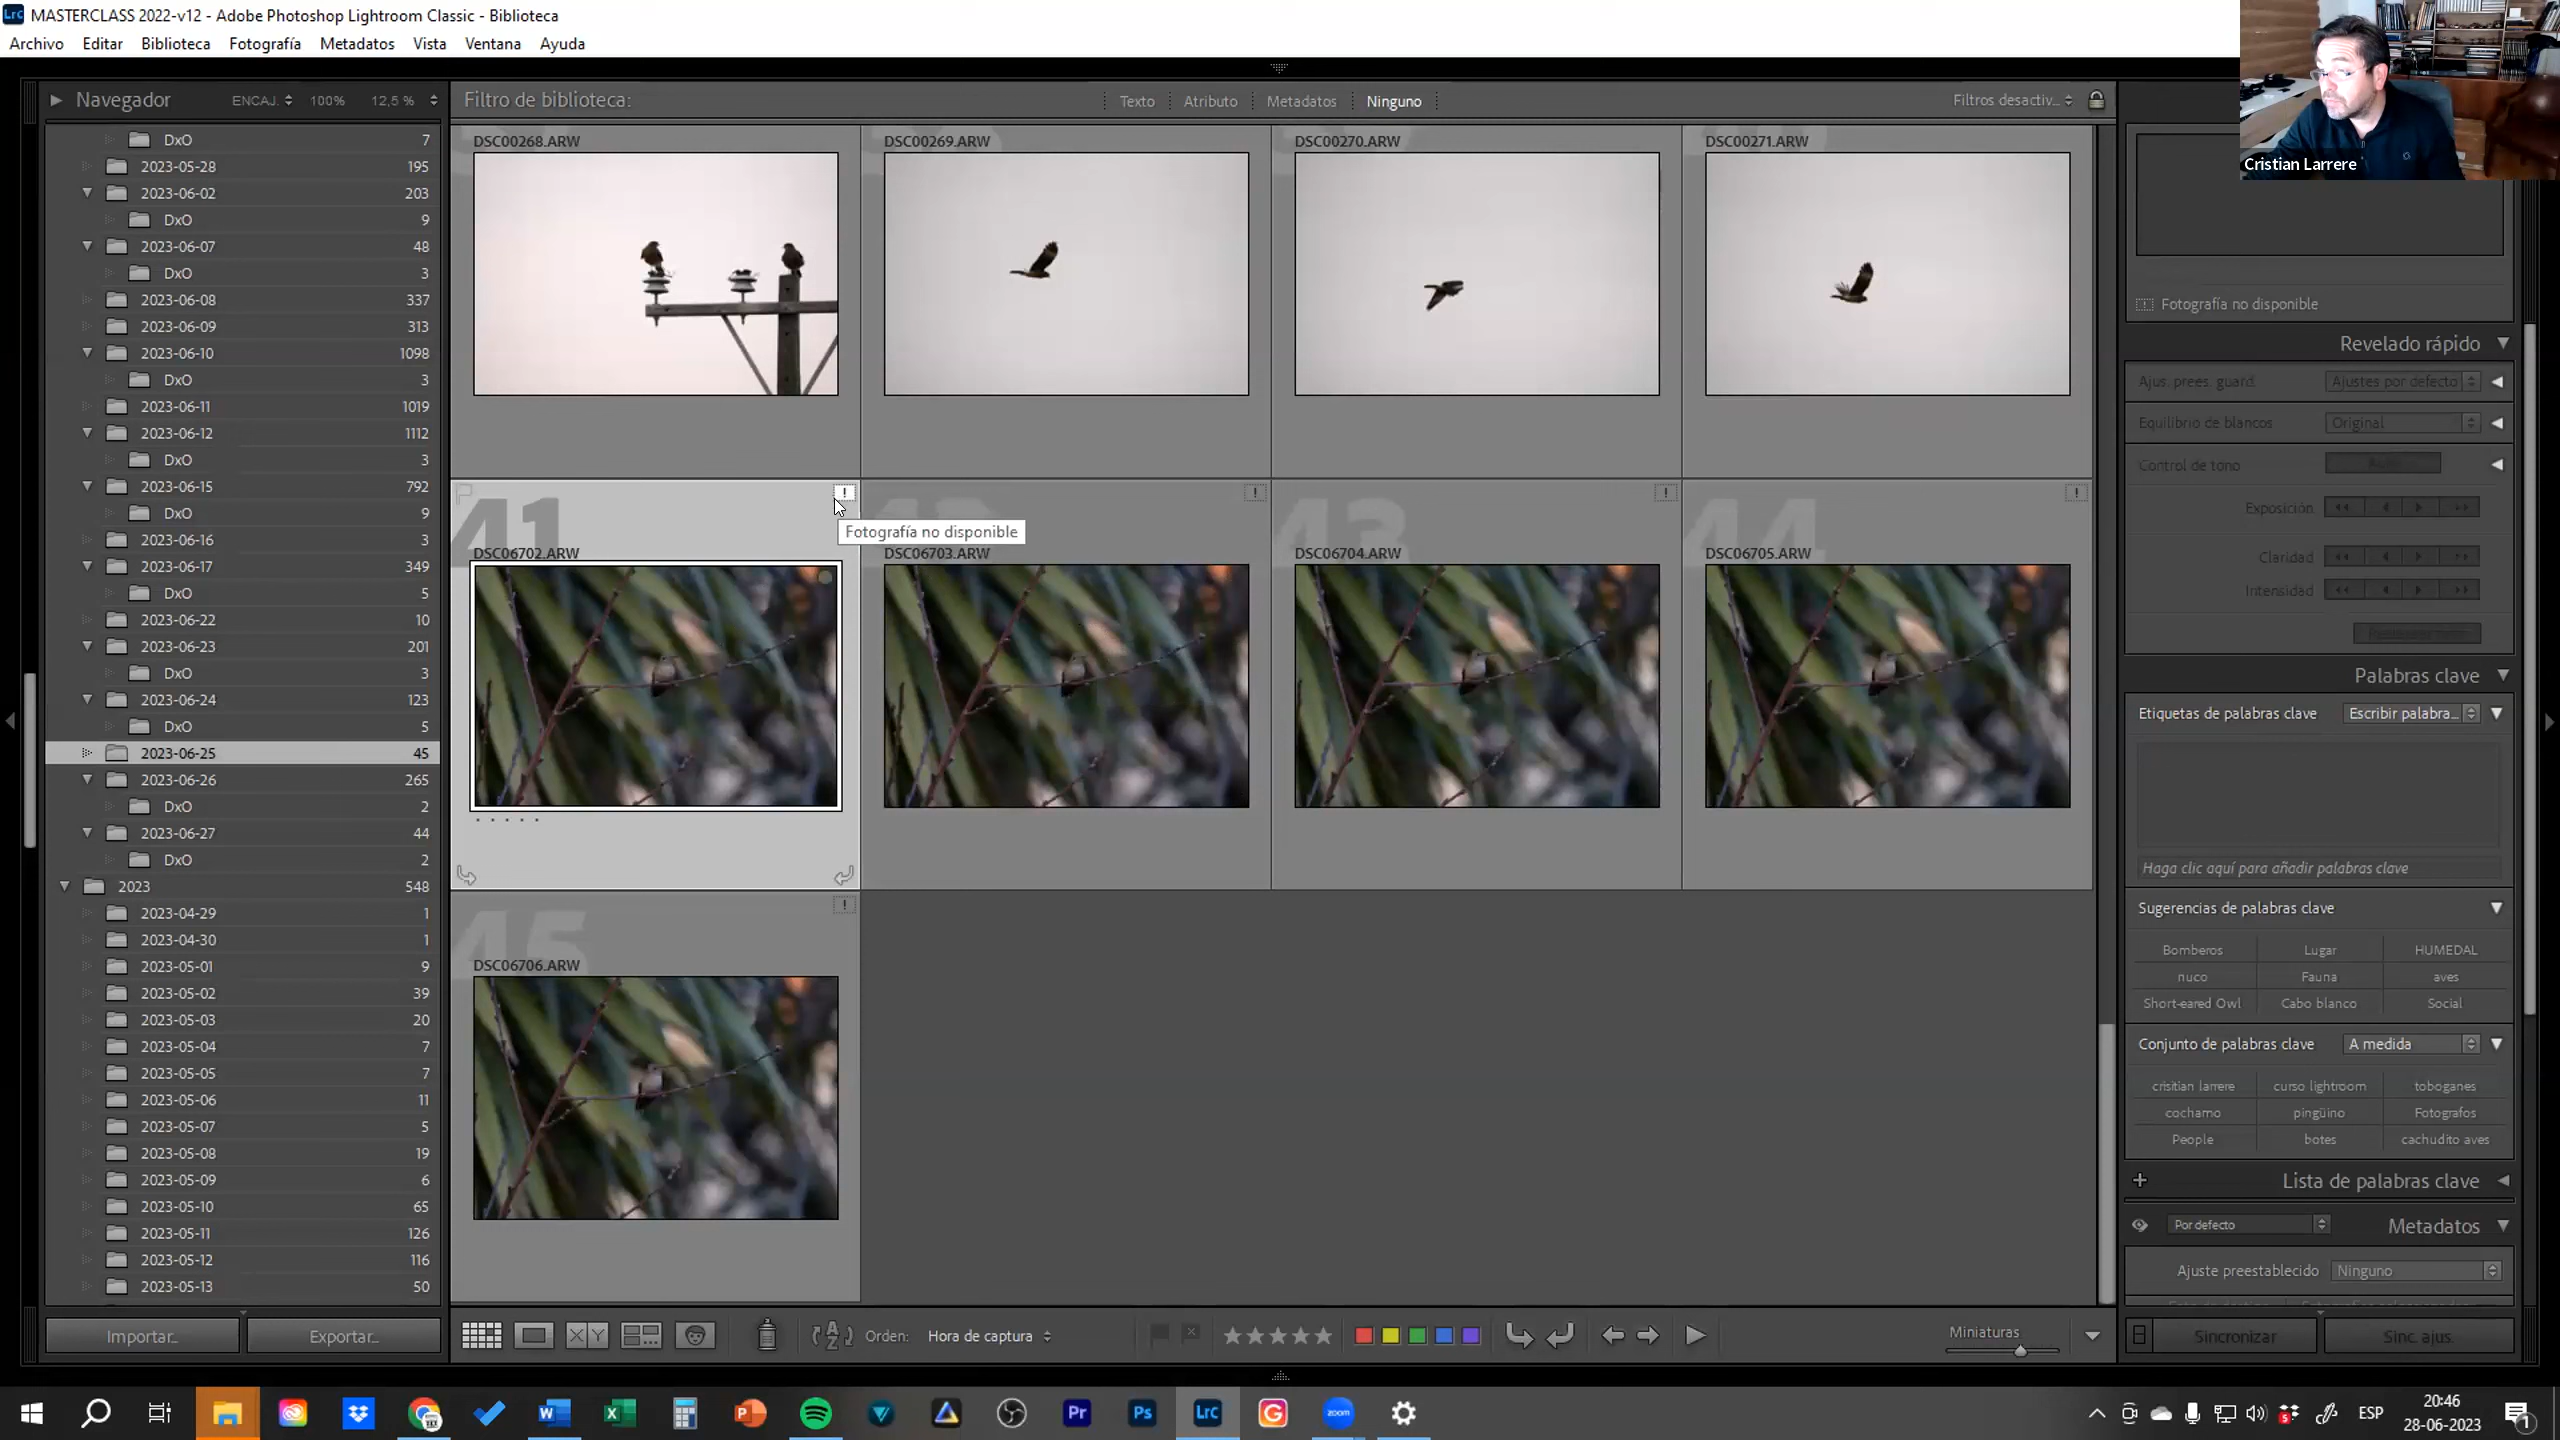 MASTERCLASS 2022-v12 - Adobe Photoshop Lightroom Classic - Biblioteca
Archivo Editar Biblioteca Fotografía Metadatos Vista Ventana Ayuda
Cristian Larrere
Navegador ENCAJ. 100% 12,5 %
Filtro de biblioteca: Texto Atributo Metadatos Ninguno Filtros desactiv...
DxO 7
2023-05-28 195
2023-06-02 203
DxO 9
2023-06-07 48
DxO 3
2023-06-08 337
2023-06-09 313
2023-06-10 1098
DxO 3
2023-06-11 1019
2023-06-12 1112
DxO 3
2023-06-15 792
DxO 9
2023-06-16 3
2023-06-17 349
DxO 5
2023-06-22 10
2023-06-23 201
DxO 3
2023-06-24 123
DxO 5
2023-06-25 45
2023-06-26 265
DxO 2
2023-06-27 44
DxO 2
2023 548
2023-04-29 1
2023-04-30 1
2023-05-01 9
2023-05-02 39
2023-05-03 20
2023-05-04 7
2023-05-05 7
2023-05-06 11
2023-05-07 5
2023-05-08 19
2023-05-09 6
2023-05-10 65
2023-05-11 126
2023-05-12 116
2023-05-13 50
Importar... Exportar...
DSC00268.ARW DSC00269.ARW DSC00270.ARW DSC00271.ARW
41 43 44
Fotografía no disponible
DSC06702.ARW DSC06703.ARW DSC06704.ARW DSC06705.ARW
45
DSC06706.ARW
Orden: Hora de captura
Miniaturas
Fotografía no disponible
Revelado rápido
Ajus. prees. guard. Ajustes por defecto
Equilibrio de blancos Original
Control de tono
Exposición
Claridad
Intensidad
Palabras clave
Etiquetas de palabras clave Escribir palabra...
Haga clic aquí para añadir palabras clave
Sugerencias de palabras clave
Bomberos Lugar HUMEDAL
nuco Fauna aves
Short-eared Owl Cabo blanco Social
Conjunto de palabras clave A medida
crisitian larrere curso lightroom toboganes
cochamo pingüino Fotografos
People botes cachudito aves
Lista de palabras clave
Por defecto Metadatos
Ajuste preestablecido Ninguno
Sincronizar Sinc. ajus.
W X P Pr Ps LrC G zoom
ESP
20:46
28-06-2023
1